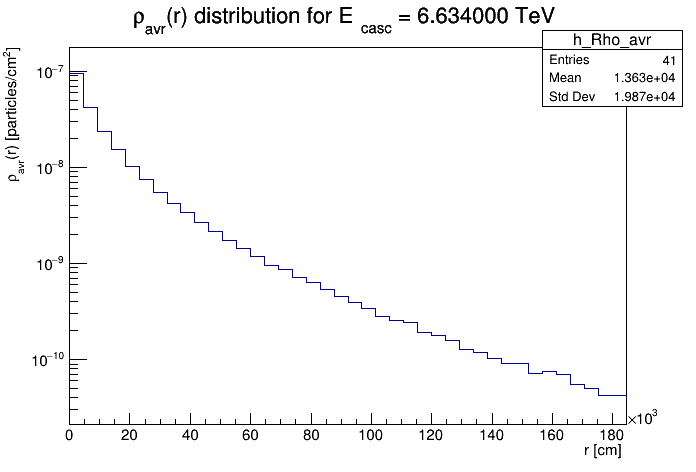 ρavr(r) distribution for E casc = 6.634000 TeV
h_Rho_avr
Entries 41
Mean 1.363e+04
Std Dev 1.987e+04
ρavr(r) [particles/cm²]
10⁻⁷
10⁻⁸
10⁻⁹
10⁻¹⁰
0 20 40 60 80 100 120 140 160 180
×10³
r [cm]